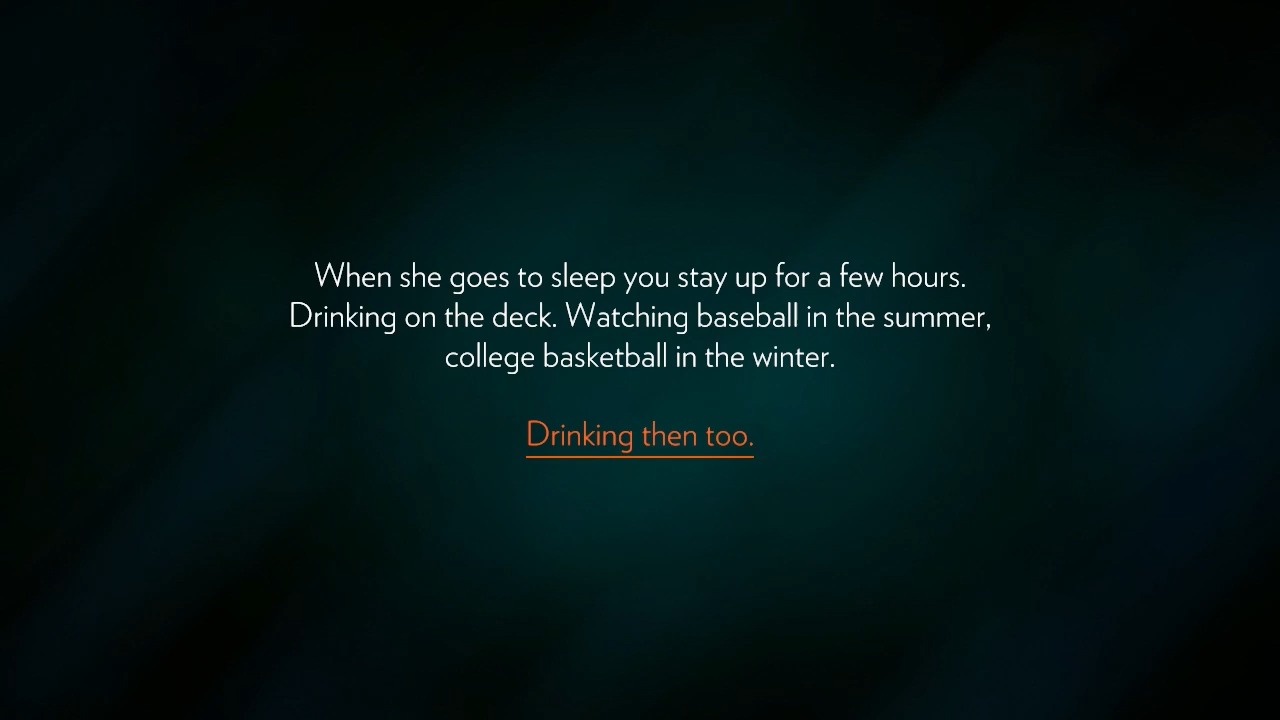 When she goes to sleep you stay up for a few hours.
Drinking on the deck. Watching baseball in the summer,
college basketball in the winter.
Drinking then too.